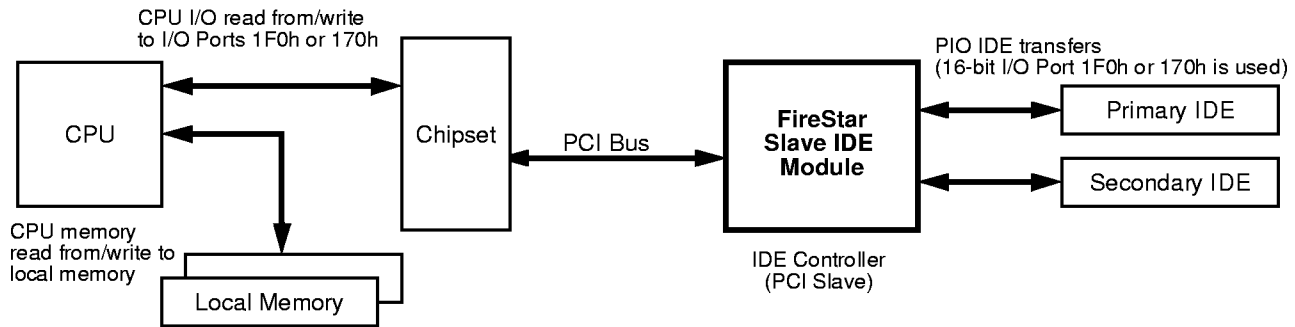 CPU I/O read from/write
to I/O Ports 1F0h or 170h
CPU
Chipset
PCI Bus
FireStar
Slave IDE
Module
PIO IDE transfers
(16-bit I/O Port 1F0h or 170h is used)
Primary IDE
Secondary IDE
CPU memory
read from/write to
local memory
Local Memory
IDE Controller
(PCI Slave)